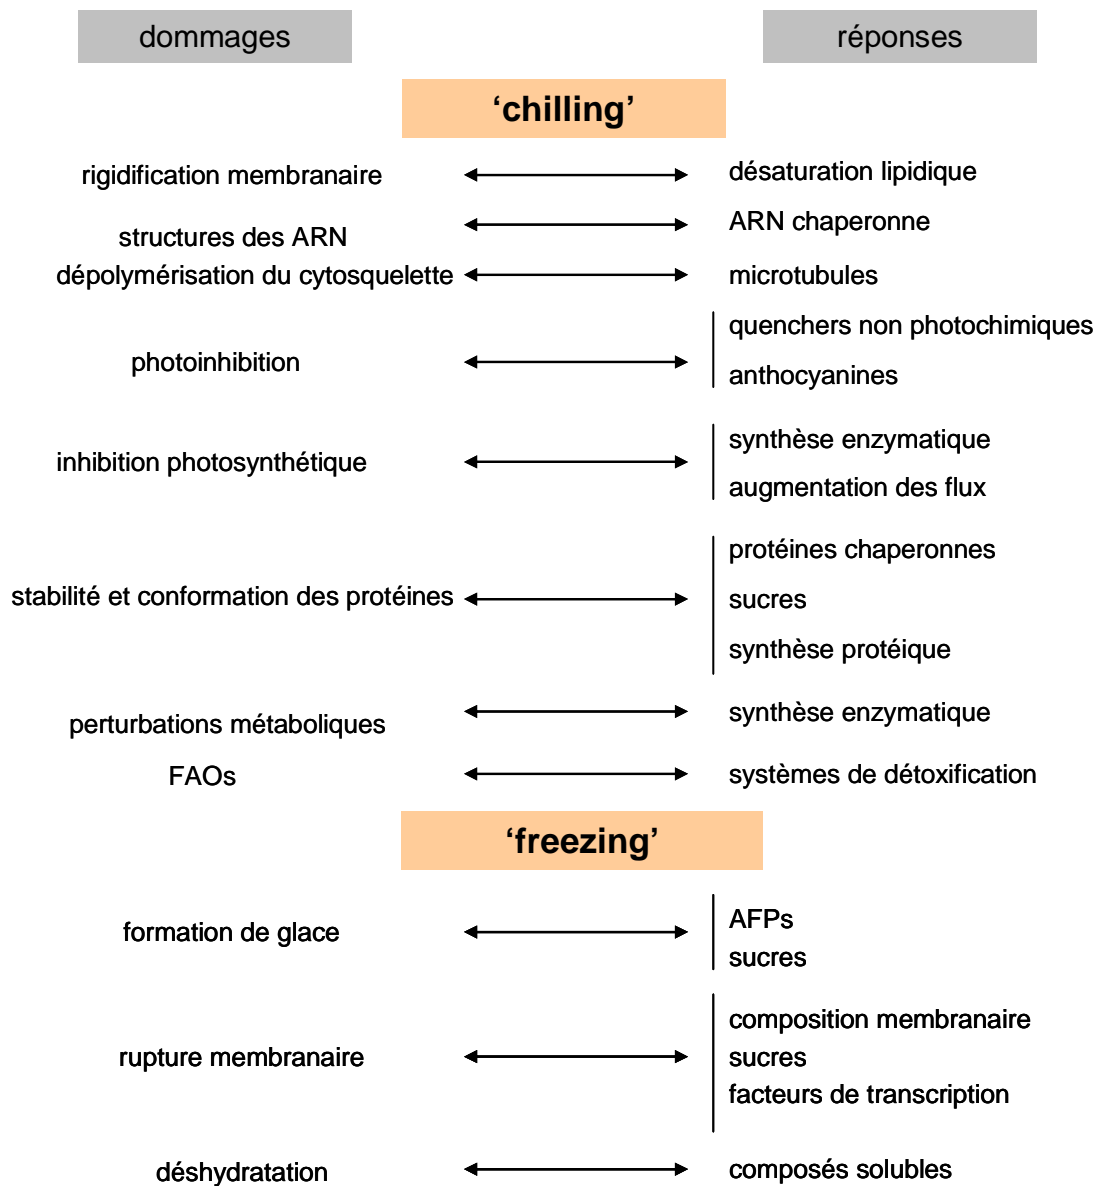 dommages
réponses
‘chilling’
rigidification membranaire
désaturation lipidique
structures des ARN
ARN chaperonne
dépolymérisation du cytosquelette
microtubules
photoinhibition
quenchers non photochimiques
anthocyanines
inhibition photosynthétique
synthèse enzymatique
augmentation des flux
stabilité et conformation des protéines
protéines chaperonnes
sucres
synthèse protéique
perturbations métaboliques
synthèse enzymatique
FAOs
systèmes de détoxification
‘freezing’
formation de glace
AFPs
sucres
rupture membranaire
composition membranaire
sucres
facteurs de transcription
déshydratation
composés solubles